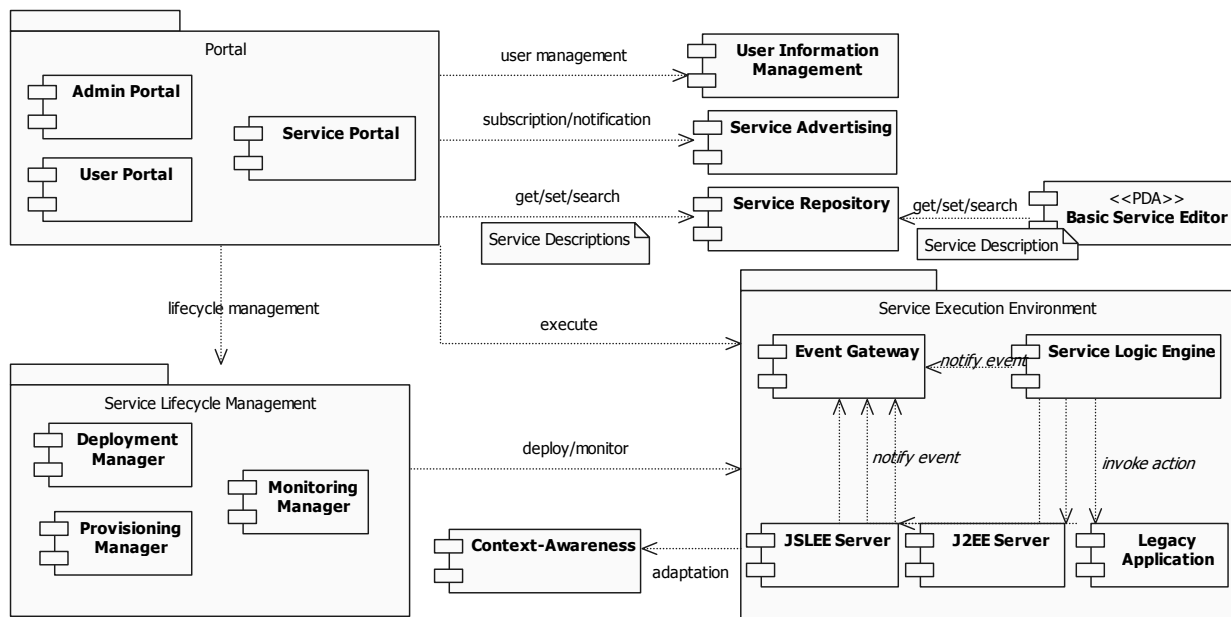 Portal
Admin Portal
Service Portal
User Portal
user management
User Information
Management
subscription/notification
Service Advertising
get/set/search
Service Descriptions
Service Repository
get/set/search
Service Description
<<PDA>>
Basic Service Editor
lifecycle management
execute
Service Execution Environment
Event Gateway
notify event
Service Logic Engine
notify event
invoke action
JSLEE Server
J2EE Server
Legacy
Application
Service Lifecycle Management
Deployment
Manager
Monitoring
Manager
Provisioning
Manager
deploy/monitor
Context-Awareness
adaptation